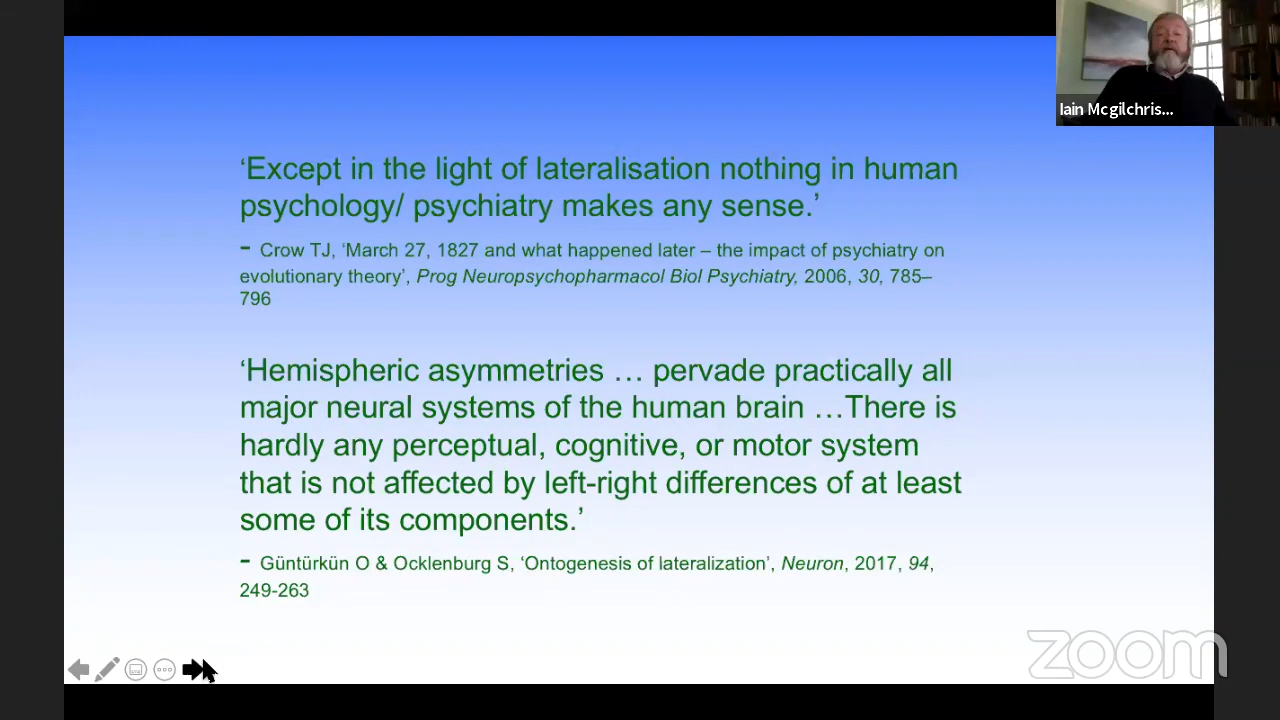 Iain Mcgilchris...
‘Except in the light of lateralisation nothing in human
psychology/ psychiatry makes any sense.’
- Crow TJ, ‘March 27, 1827 and what happened later – the impact of psychiatry on
evolutionary theory’, Prog Neuropsychopharmacol Biol Psychiatry, 2006, 30, 785–
796
‘Hemispheric asymmetries … pervade practically all
major neural systems of the human brain …There is
hardly any perceptual, cognitive, or motor system
that is not affected by left-right differences of at least
some of its components.’
- Güntürkün O & Ocklenburg S, ‘Ontogenesis of lateralization’, Neuron, 2017, 94,
249-263
zoom